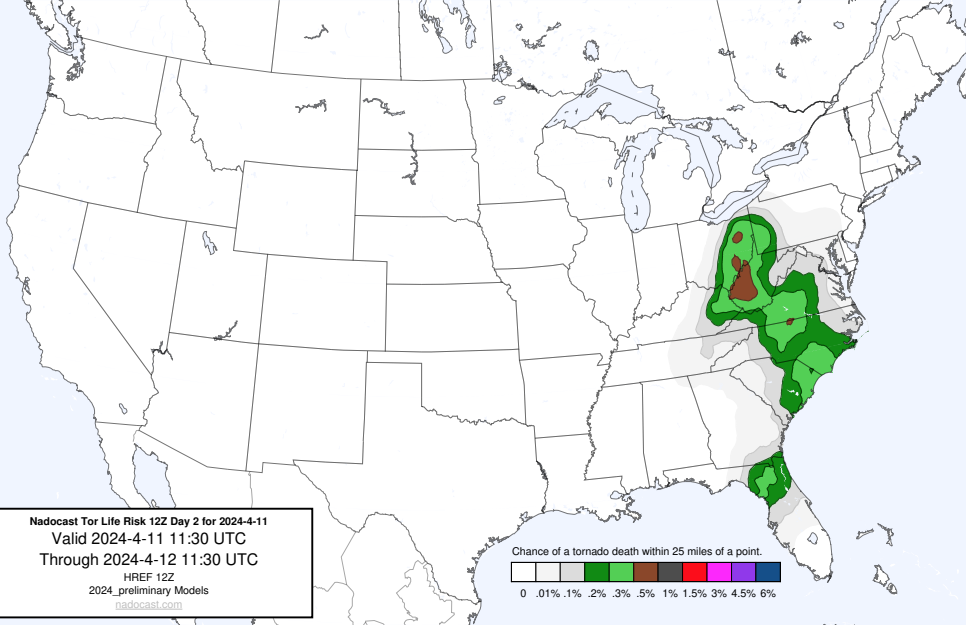 Nadocast Tor Life Risk 12Z Day 2 for 2024-4-11
Valid 2024-4-11 11:30 UTC
Through 2024-4-12 11:30 UTC
HREF 12Z
2024_preliminary Models
nadocast.com
Chance of a tornado death within 25 miles of a point.
0 .01% .1% .2% .3% .5% 1% 1.5% 3% 4.5% 6%